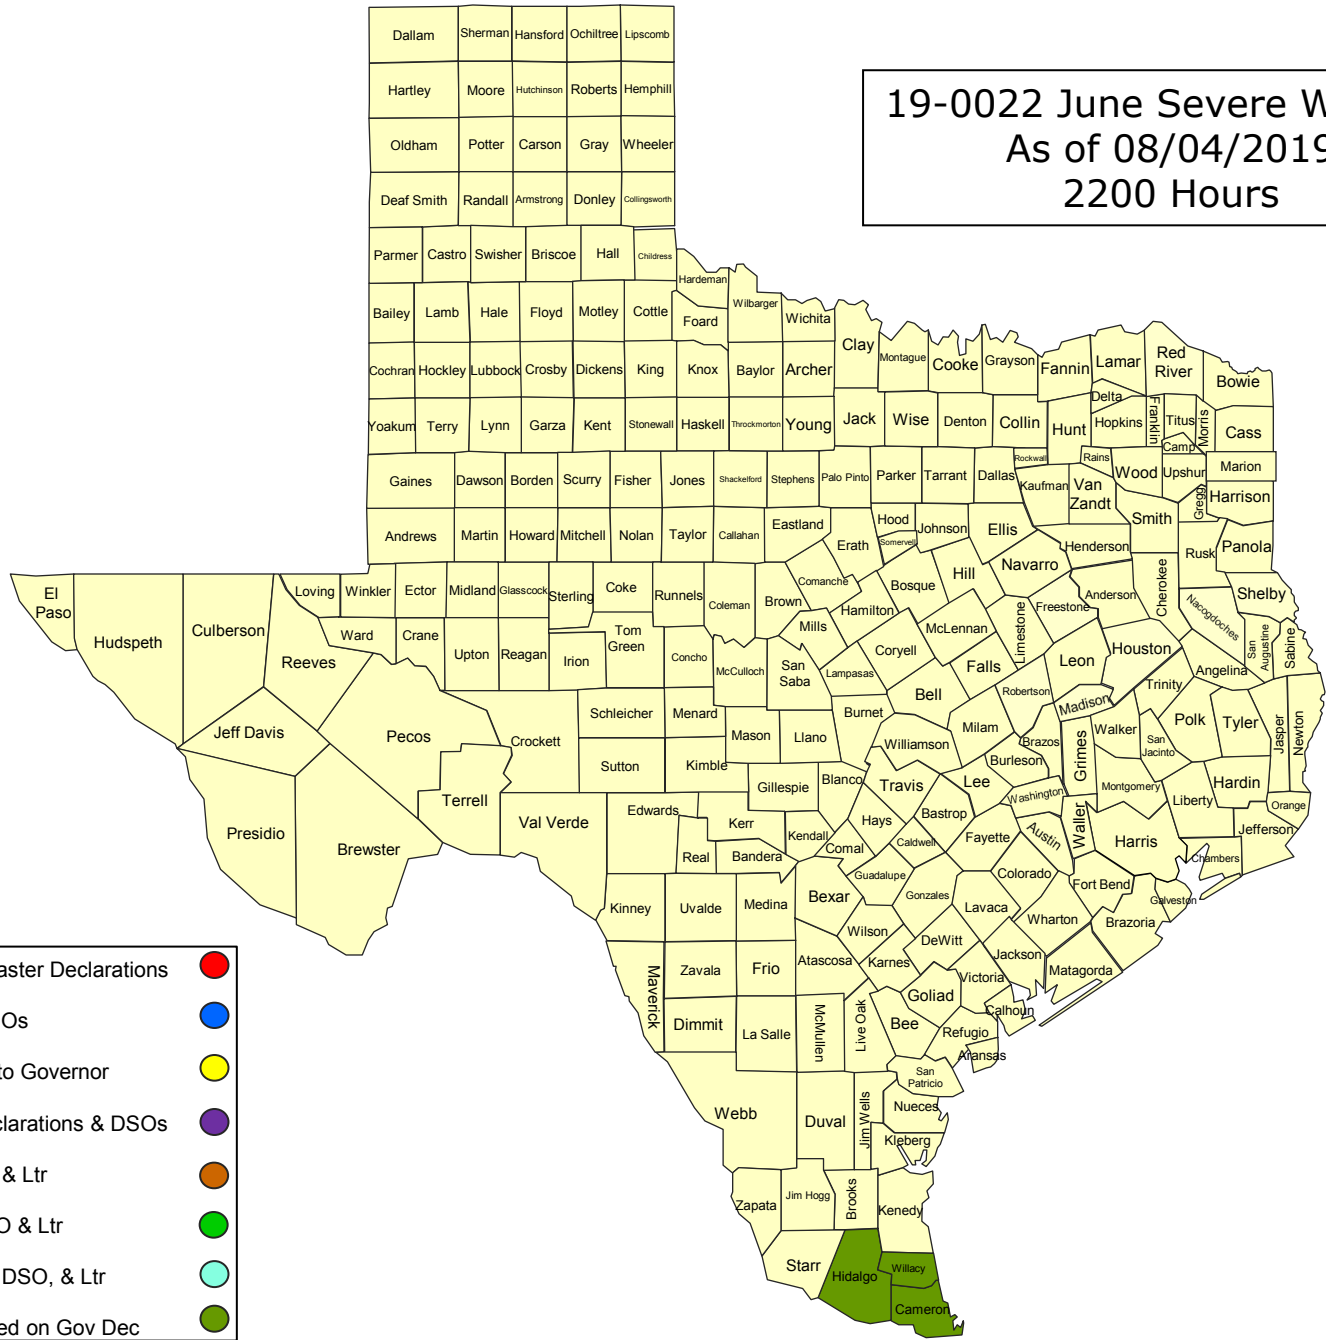 Dallam Sherman Hansford Ochiltree Lipscomb
Hartley Moore Hutchinson Roberts Hemphill
19-0022 June Severe W
As of 08/04/2019
2200 Hours
Oldham Potter Carson Gray Wheeler
Deaf Smith Randall Armstrong Donley Collingsworth
Parmer Castro Swisher Briscoe Hall Childress
Hardeman
Bailey Lamb Hale Floyd Motley Cottle Foard Wilbarger Wichita
Clay Montague Cooke Grayson Fannin Lamar Red
River Bowie
Cochran Hockley Lubbock Crosby Dickens King Knox Baylor Archer
Delta
Yoakum Terry Lynn Garza Kent Stonewall Haskell Throckmorton Young Jack Wise Denton Collin Hunt Hopkins Franklin Titus Morris Cass
Camp
Rockwall Rains
Gaines Dawson Borden Scurry Fisher Jones Shackelford Stephens Palo Pinto Parker Tarrant Dallas Kaufman Van
Zandt Wood Upshur Marion
Gregg Harrison
Andrews Martin Howard Mitchell Nolan Taylor Callahan Eastland Erath Hood Somervell Johnson Ellis Henderson Smith Rusk Panola
El
Paso Hudspeth Culberson Loving Winkler Ector Midland Glasscock Sterling Coke Runnels Coleman Brown Comanche Hamilton Bosque Hill Navarro Freestone Anderson Cherokee Nacogdoches Shelby
Reeves Ward Crane Upton Reagan Irion Tom
Green Concho McCulloch San
Saba Mills Lampasas Coryell McLennan Limestone Falls Leon Houston Angelina San
Augustine Sabine
Jeff Davis Pecos Crockett Schleicher Menard Mason Llano Burnet Bell Milam Robertson Madison Trinity
Walker San
Jacinto Polk Tyler Jasper Newton
Sutton Kimble Gillespie Blanco Williamson Travis Lee Burleson Brazos Grimes Washington Montgomery Liberty Hardin Orange
Presidio Brewster Terrell Val Verde Edwards Kerr Kendall Hays Bastrop Caldwell Fayette Austin Waller Harris Jefferson Chambers
Real Bandera Comal Guadalupe Gonzales Colorado Fort Bend Galveston
Kinney Uvalde Medina Bexar Wilson Lavaca Wharton Brazoria
Maverick Zavala Frio Atascosa Karnes DeWitt Jackson Matagorda
Victoria
Dimmit La Salle McMullen Live Oak Bee Goliad Refugio Calhoun
Aransas
San
Patricio
Webb Duval Jim Wells Nueces
Kleberg
Zapata Jim Hogg Brooks Kenedy
Starr Hidalgo Willacy
Cameron
aster Declarations
Os
to Governor
clarations & DSOs
& Ltr
O & Ltr
DSO, & Ltr
ed on Gov Dec